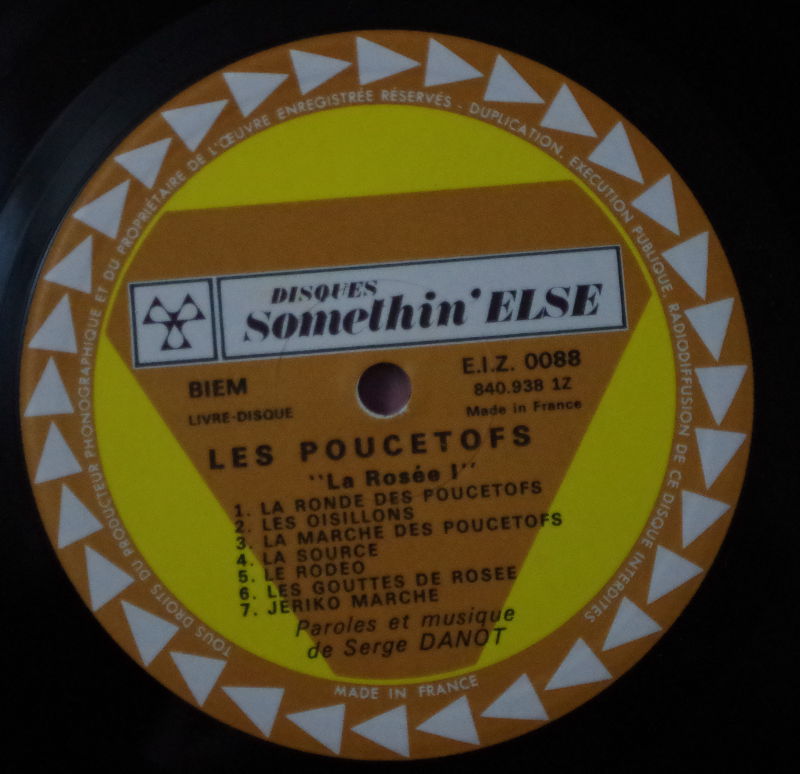 TOUS DROITS DU PRODUCTEUR PHONOGRAPHIQUE ET DU PROPRIÉTAIRE DE L'ŒUVRE ENREGISTRÉE RÉSERVÉS - DUPLICATION, EXÉCUTION PUBLIQUE, RADIODIFFUSION DE CE DISQUE INTERDITES
DISQUES
Somethin' ELSE
BIEM
E.I.Z. 0088
840.938 1Z
LIVRE-DISQUE
Made in France
LES POUCETOFS
"La Rosée I"
1. LA RONDE DES POUCETOFS
2. LES OISILLONS
3. LA MARCHE DES POUCETOFS
4. LA SOURCE
5. LE RODEO
6. LES GOUTTES DE ROSEE
7. JERIKO MARCHE
Paroles et musique
de Serge DANOT
MADE IN FRANCE